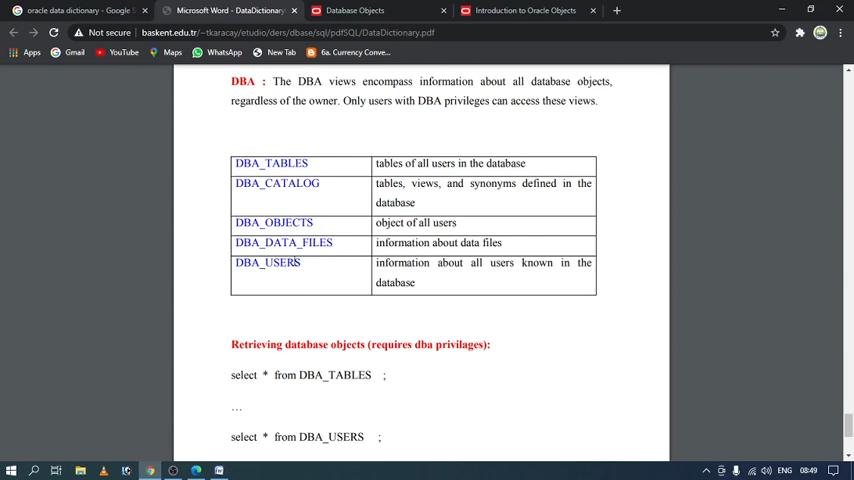 oracle data dictionary - Google S
Microsoft Word - DataDictionary.
Database Objects
Introduction to Oracle Objects
Not secure
baskent.edu.tr/~tkaracay/etudio/ders/dbase/sql/pdfSQL/DataDictionary.pdf
Apps
Gmail
YouTube
Maps
WhatsApp
New Tab
6a. Currency Conve...
DBA : The DBA views encompass information about all database objects,
regardless of the owner. Only users with DBA privileges can access these views.
DBA_TABLES tables of all users in the database
DBA_CATALOG tables, views, and synonyms defined in the
database
DBA_OBJECTS object of all users
DBA_DATA_FILES information about data files
DBA_USERS information about all users known in the
database
Retrieving database objects (requires dba privilages):
select * from DBA_TABLES ;
…
select * from DBA_USERS ;
ENG
08:49